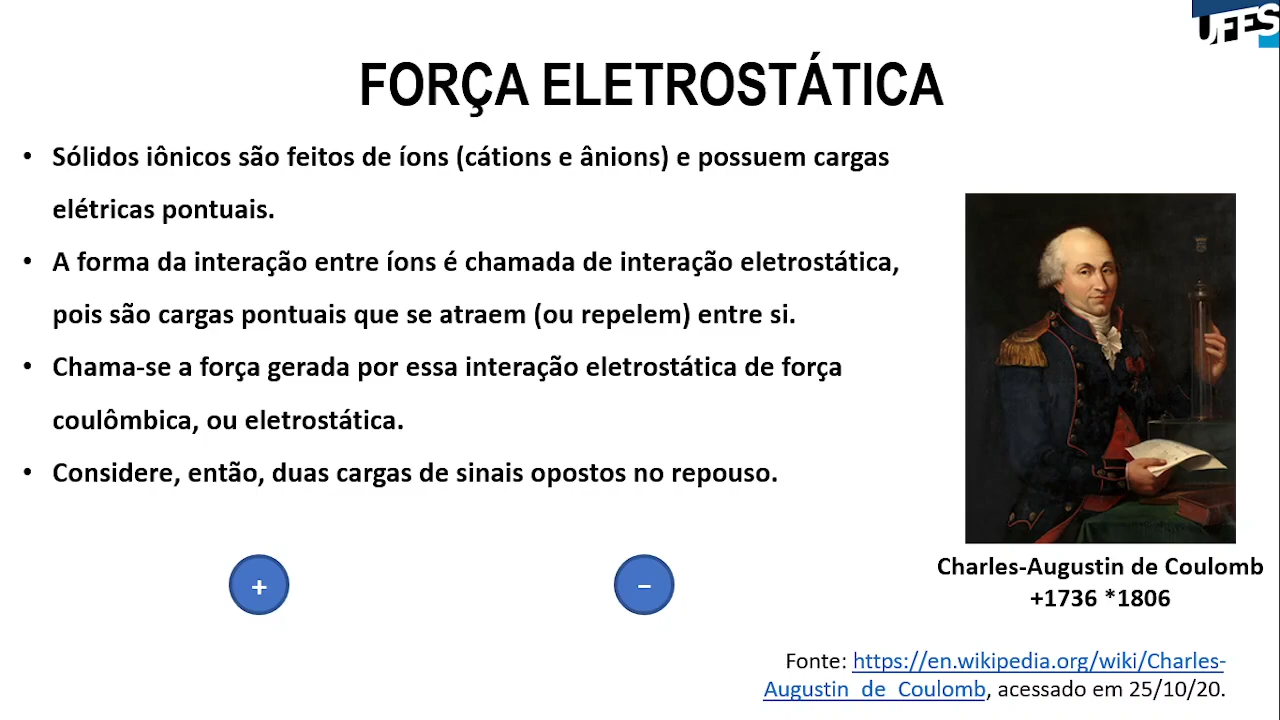 UFES
FORÇA ELETROSTÁTICA
• Sólidos iônicos são feitos de íons (cátions e ânions) e possuem cargas
elétricas pontuais.
• A forma da interação entre íons é chamada de interação eletrostática,
pois são cargas pontuais que se atraem (ou repelem) entre si.
• Chama-se a força gerada por essa interação eletrostática de força
coulômbica, ou eletrostática.
• Considere, então, duas cargas de sinais opostos no repouso.
+
–
Charles-Augustin de Coulomb
+1736 *1806
Fonte: https://en.wikipedia.org/wiki/Charles-
Augustin_de_Coulomb, acessado em 25/10/20.